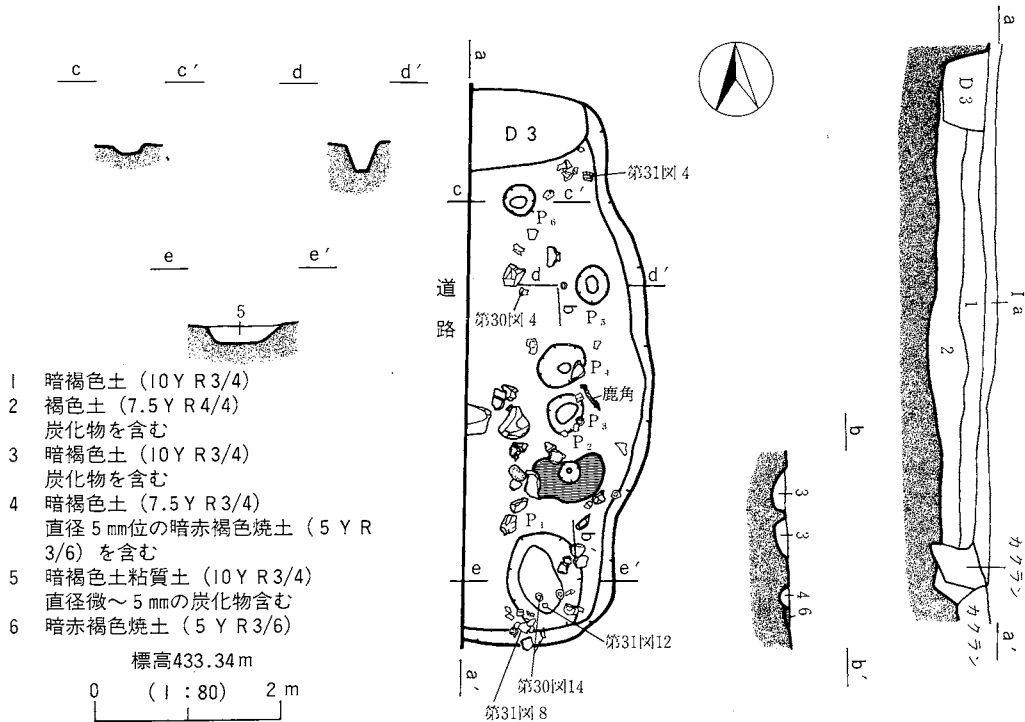 c c' d d'
e e'
5
1 暗褐色土（10YR3/4）
2 褐色土（7.5YR4/4）
炭化物を含む
3 暗褐色土（10YR3/4）
炭化物を含む
4 暗褐色土（7.5YR3/4）
直径5㎜位の暗赤褐色焼土（5YR
3/6）を含む
5 暗褐色土粘質土（10YR3/4）
直径微～5㎜の炭化物含む
6 暗赤褐色焼土（5YR3/6）
標高433.34m
0 （1：80） 2m
a
D3
第31図4
c c'
P6
d d'
道路
b
第30図4
P5
P4
鹿角
P3
P2
P1
b'
e e'
第31図12
a'
第30図14
第31図8
b
3
3
4
6
b'
a
D3
Ⅰa
1
2
カクラン
カクラン
a'